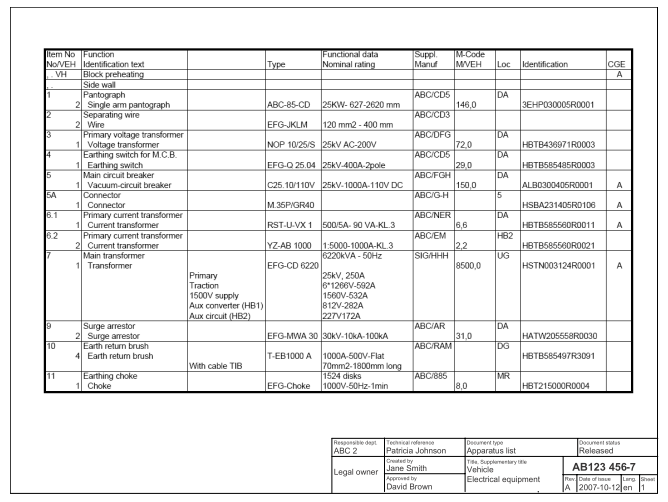 Item No Function Functional data Suppl. M-Code
No/VEH Identification text Type Nominal rating Manuf M/VEH Loc Identification CGE
. . VH Block preheating A
. . Side wall
1 Pantograph ABC/CD5 DA
2 Single arm pantograph ABC-85-CD 25KW- 627-2620 mm 146,0 3EHP030005R0001
2 Separating wire ABC/CD3
2 Wire EFG-JKLM 120 mm2 - 400 mm
3 Primary voltage transformer ABC/DFG DA
1 Voltage transformer NOP 10/25/S 25kV AC-200V 72,0 HBTB436971R0003
4 Earthing switch for M.C.B. ABC/CD5 DA
1 Earthing switch EFG-Q 25.04 25kV-400A-2pole 29,0 HBTB585485R0003
5 Main circuit breaker ABC/FGH DA
1 Vacuum-circuit breaker C25.10/110V 25kV-1000A-110V DC 150,0 ALB0300405R0001 A
5A Connector ABC/G-H 5
1 Connector M.35P/GR40 HSBA231405R0106 A
6.1 Primary current transformer ABC/NER DA
1 Current transformer RST-U-VX 1 500/5A- 90 VA-KL.3 6,6 HBTB585560R0011 A
6.2 Primary current transformer ABC/EM HB2
2 Current transformer YZ-AB 1000 1:5000-1000A-KL.3 2,2 HBTB585560R0021
7 Main transformer 6220kVA - 50Hz SIG/HHH UG
1 Transformer EFG-CD 6220 8500,0 HSTN003124R0001 A
Primary 25kV, 250A
Traction 6*1266V-592A
1500V supply 1560V-532A
Aux converter (HB1) 812V-282A
Aux circuit (HB2) 227V172A
9 Surge arrestor ABC/AR DA
2 Surge arrestor EFG-MWA 30 30kV-10kA-100kA 31,0 HATW205558R0030
10 Earth return brush ABC/RAM DG
4 Earth return brush T-EB1000 A 1000A-500V-Flat HBTB585497R3091
With cable TIB 70mm2-1800mm long
11 Earthing choke 1524 disks ABC/885 MR
1 Choke EFG-Choke 1000V-50Hz-1min 8,0 HBT215000R0004
Responsible dept. Technical reference Document type Document status
ABC 2 Patricia Johnson Apparatus list Released
Legal owner Created by Title, Supplementary title AB123 456-7
Jane Smith Vehicle
Approved by Electrical equipment Rev. Date of issue Lang. Sheet
David Brown A 2007-10-12 en 1